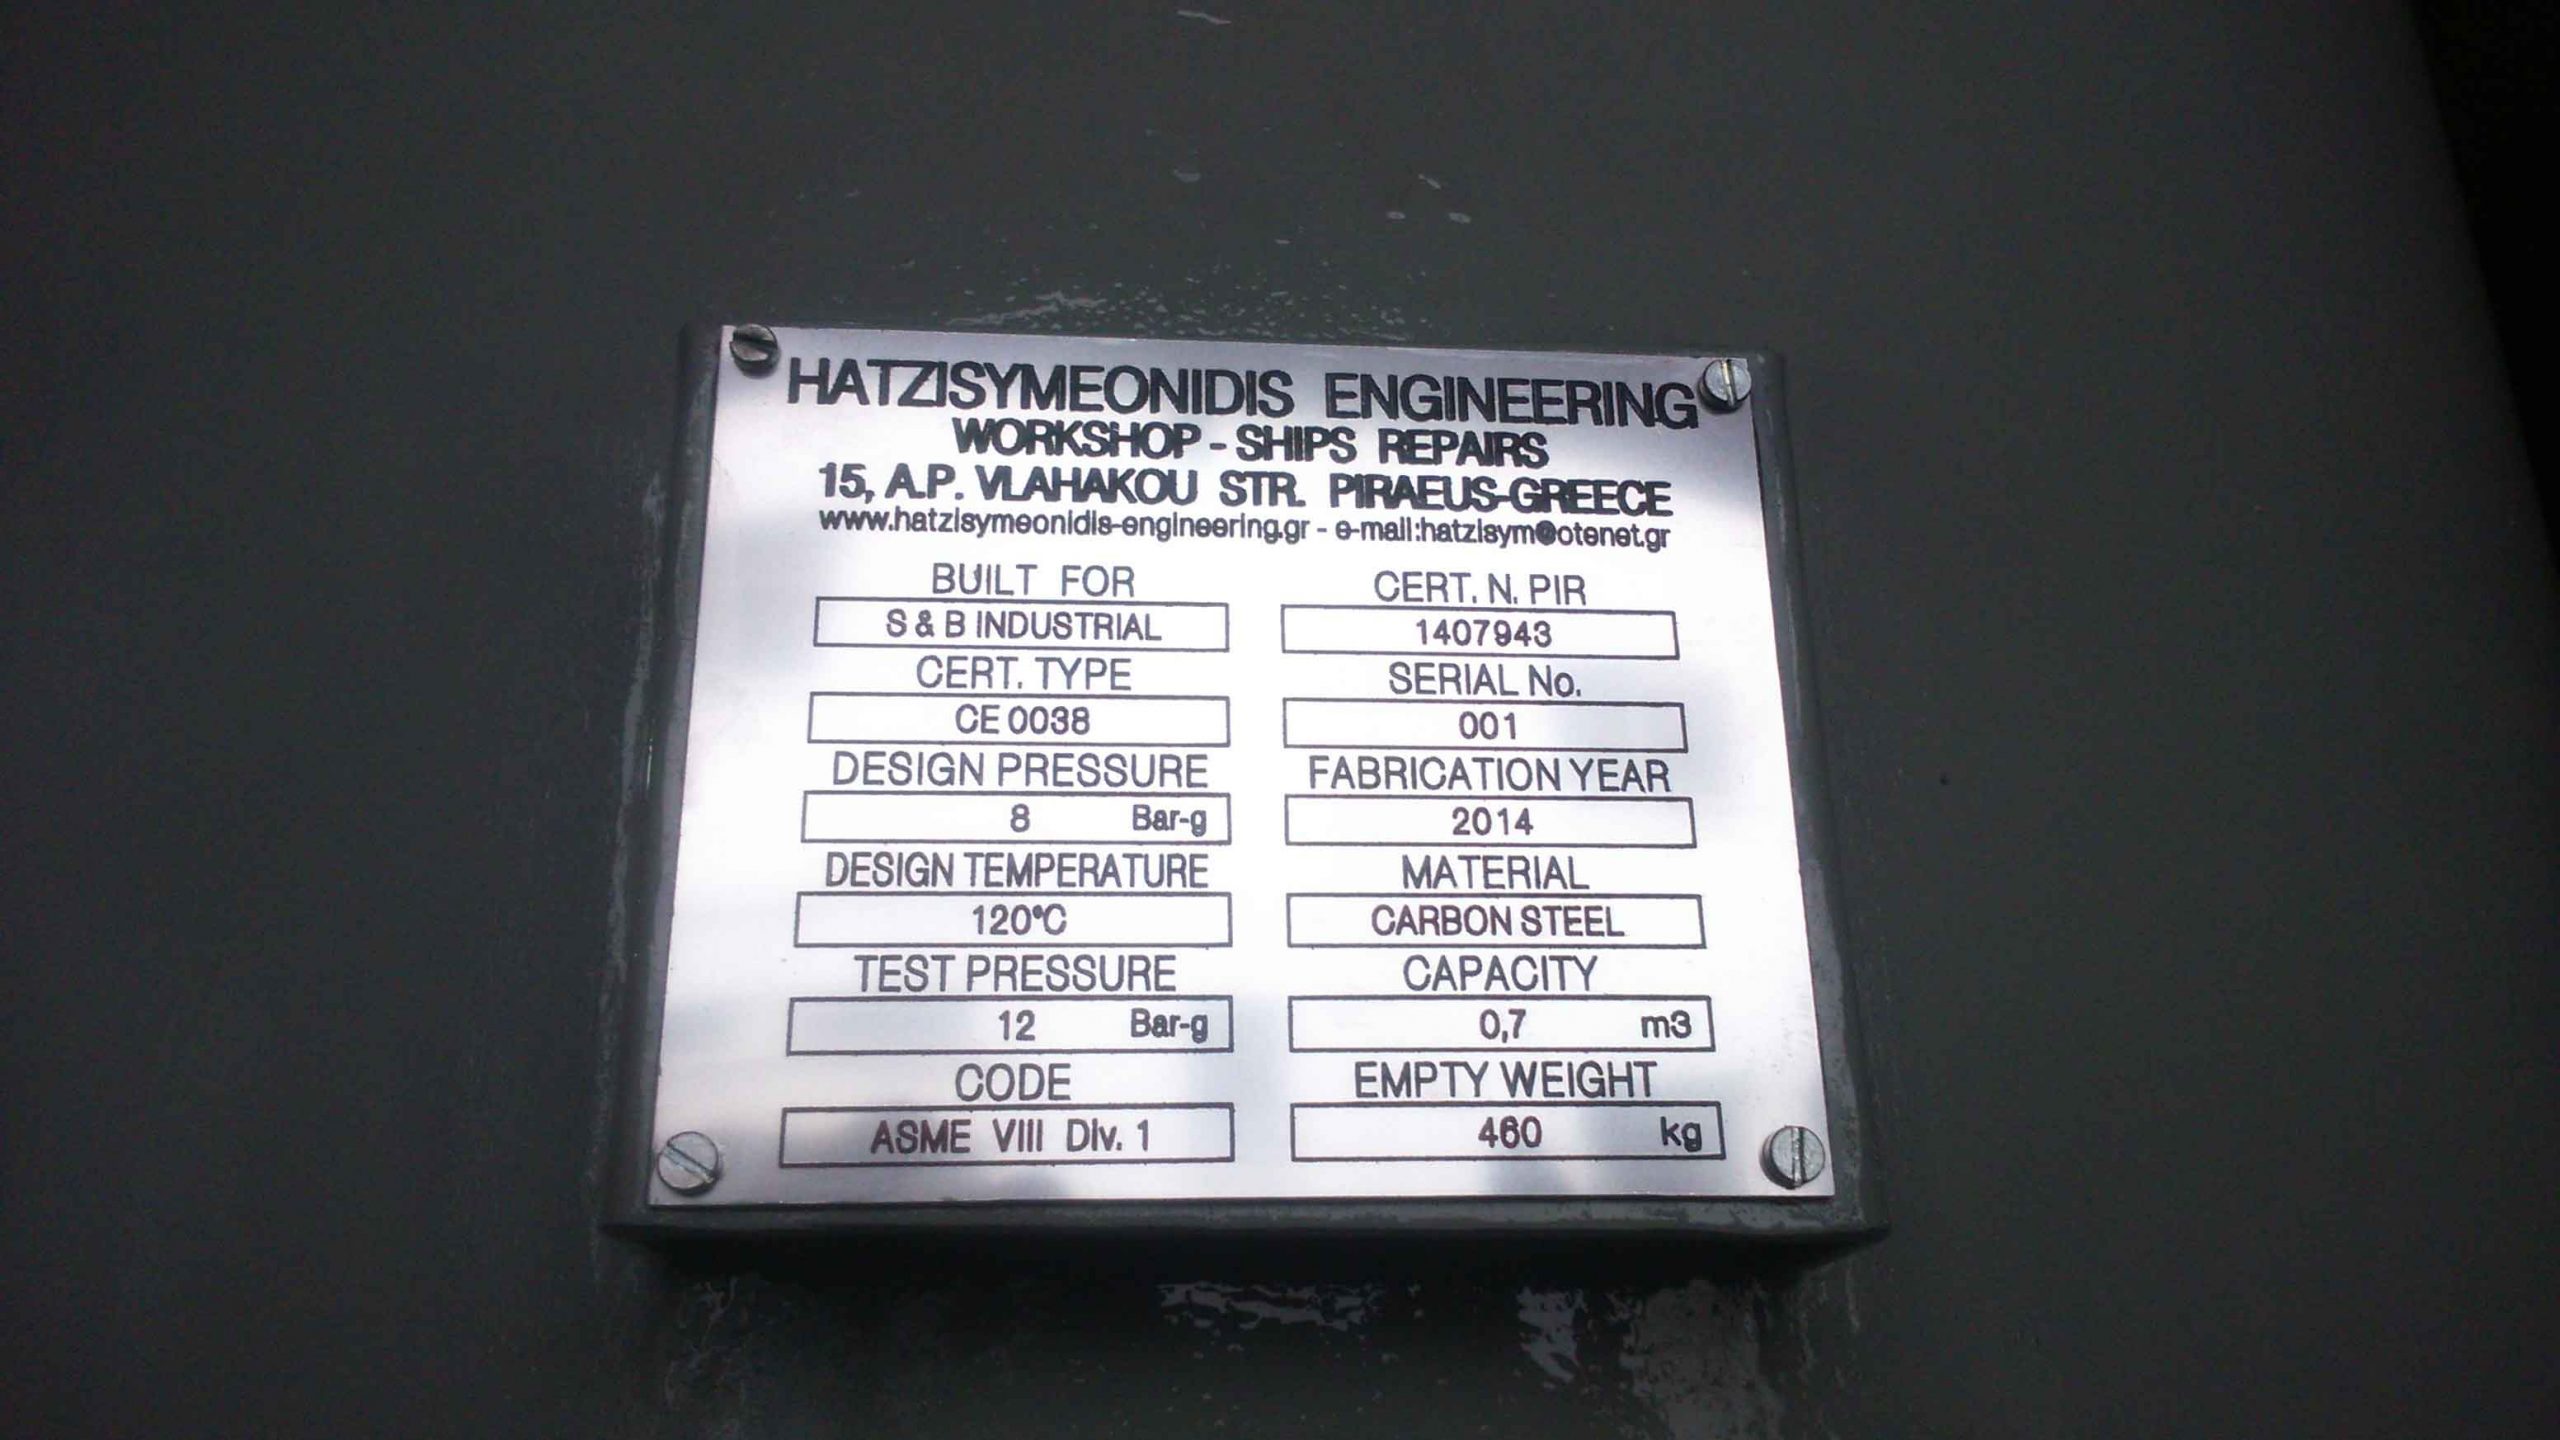 HATZISYMEONIDIS ENGINEERING
WORKSHOP - SHIPS REPAIRS
15, A.P. VLAHAKOU STR. PIRAEUS-GREECE
www.hatzisymeonidis-engineering.gr - e-mail:hatzisym@otenet.gr
BUILT FOR
S & B INDUSTRIAL
CERT. N. PIR
1407943
CERT. TYPE
CE 0038
SERIAL No.
001
DESIGN PRESSURE
8 Bar-g
FABRICATION YEAR
2014
DESIGN TEMPERATURE
120°C
MATERIAL
CARBON STEEL
TEST PRESSURE
12 Bar-g
CAPACITY
0,7 m3
CODE
ASME VIII Div. 1
EMPTY WEIGHT
460 kg